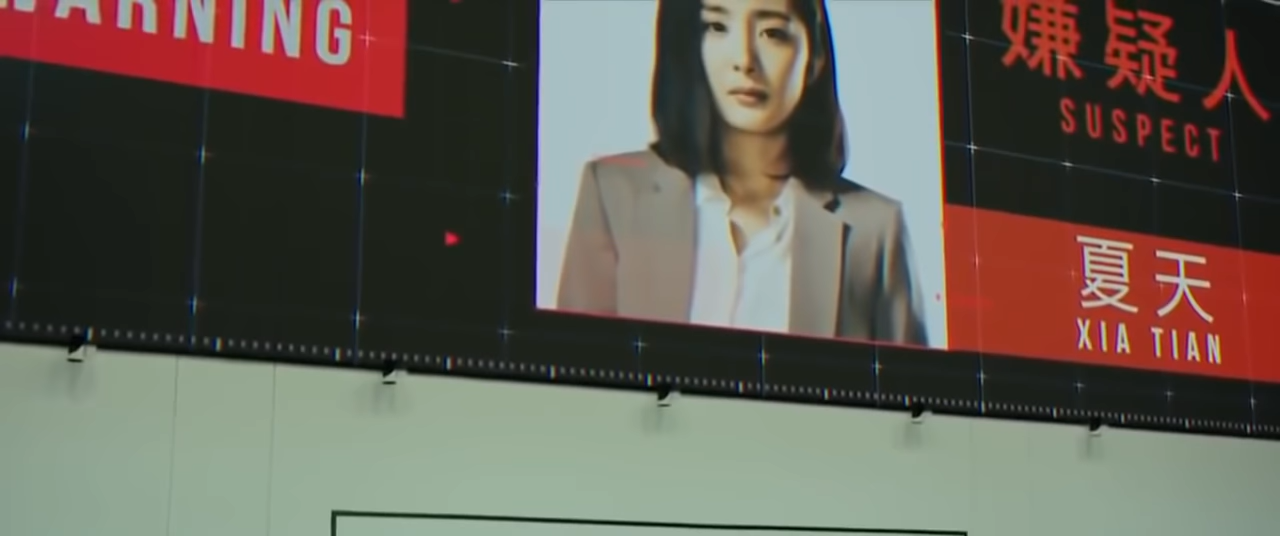 WARNING
嫌疑人
SUSPECT
夏天
XIA TIAN